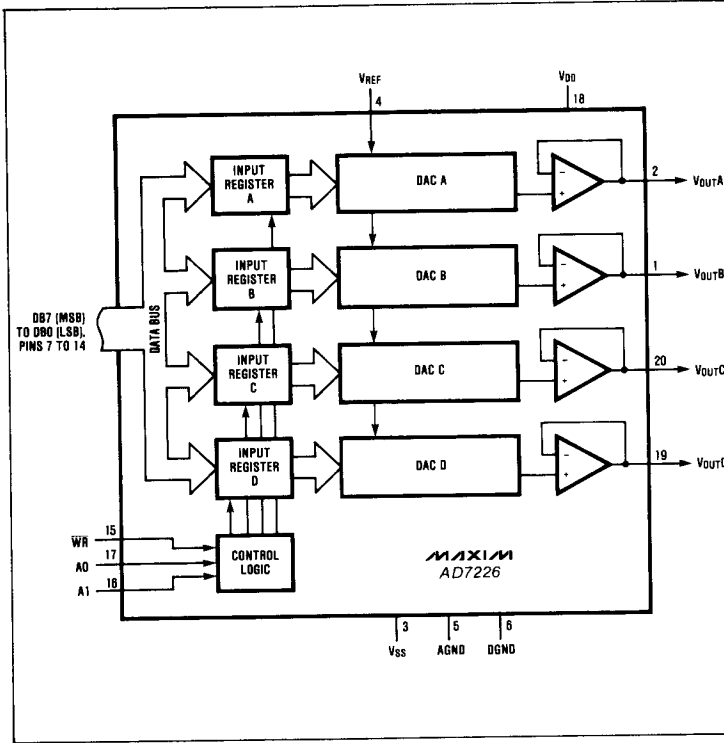 VREF
4
VDD
18
INPUT
REGISTER
A
DAC A
−
+
2
VOUTA
INPUT
REGISTER
B
DAC B
−
+
1
VOUTB
DB7 (MSB)
TO DB0 (LSB),
PINS 7 TO 14
DATA BUS
INPUT
REGISTER
C
DAC C
−
+
20
VOUTC
INPUT
REGISTER
D
DAC D
−
+
19
VOUTD
W̅R̅
15
A0
17
A1
16
CONTROL
LOGIC
MAXIM
AD7226
3
VSS
5
AGND
6
DGND